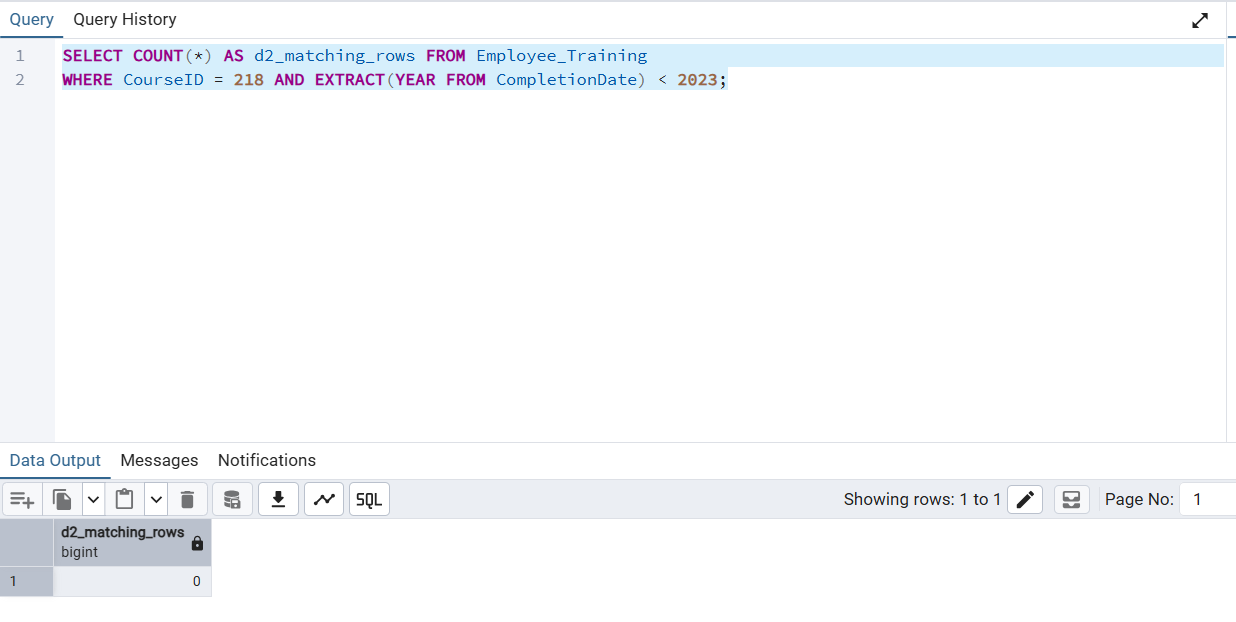 Query Query History
1 SELECT COUNT(*) AS d2_matching_rows FROM Employee_Training
2 WHERE CourseID = 218 AND EXTRACT(YEAR FROM CompletionDate) < 2023;
Data Output Messages Notifications
SQL Showing rows: 1 to 1 Page No: 1
d2_matching_rows
bigint
1 0